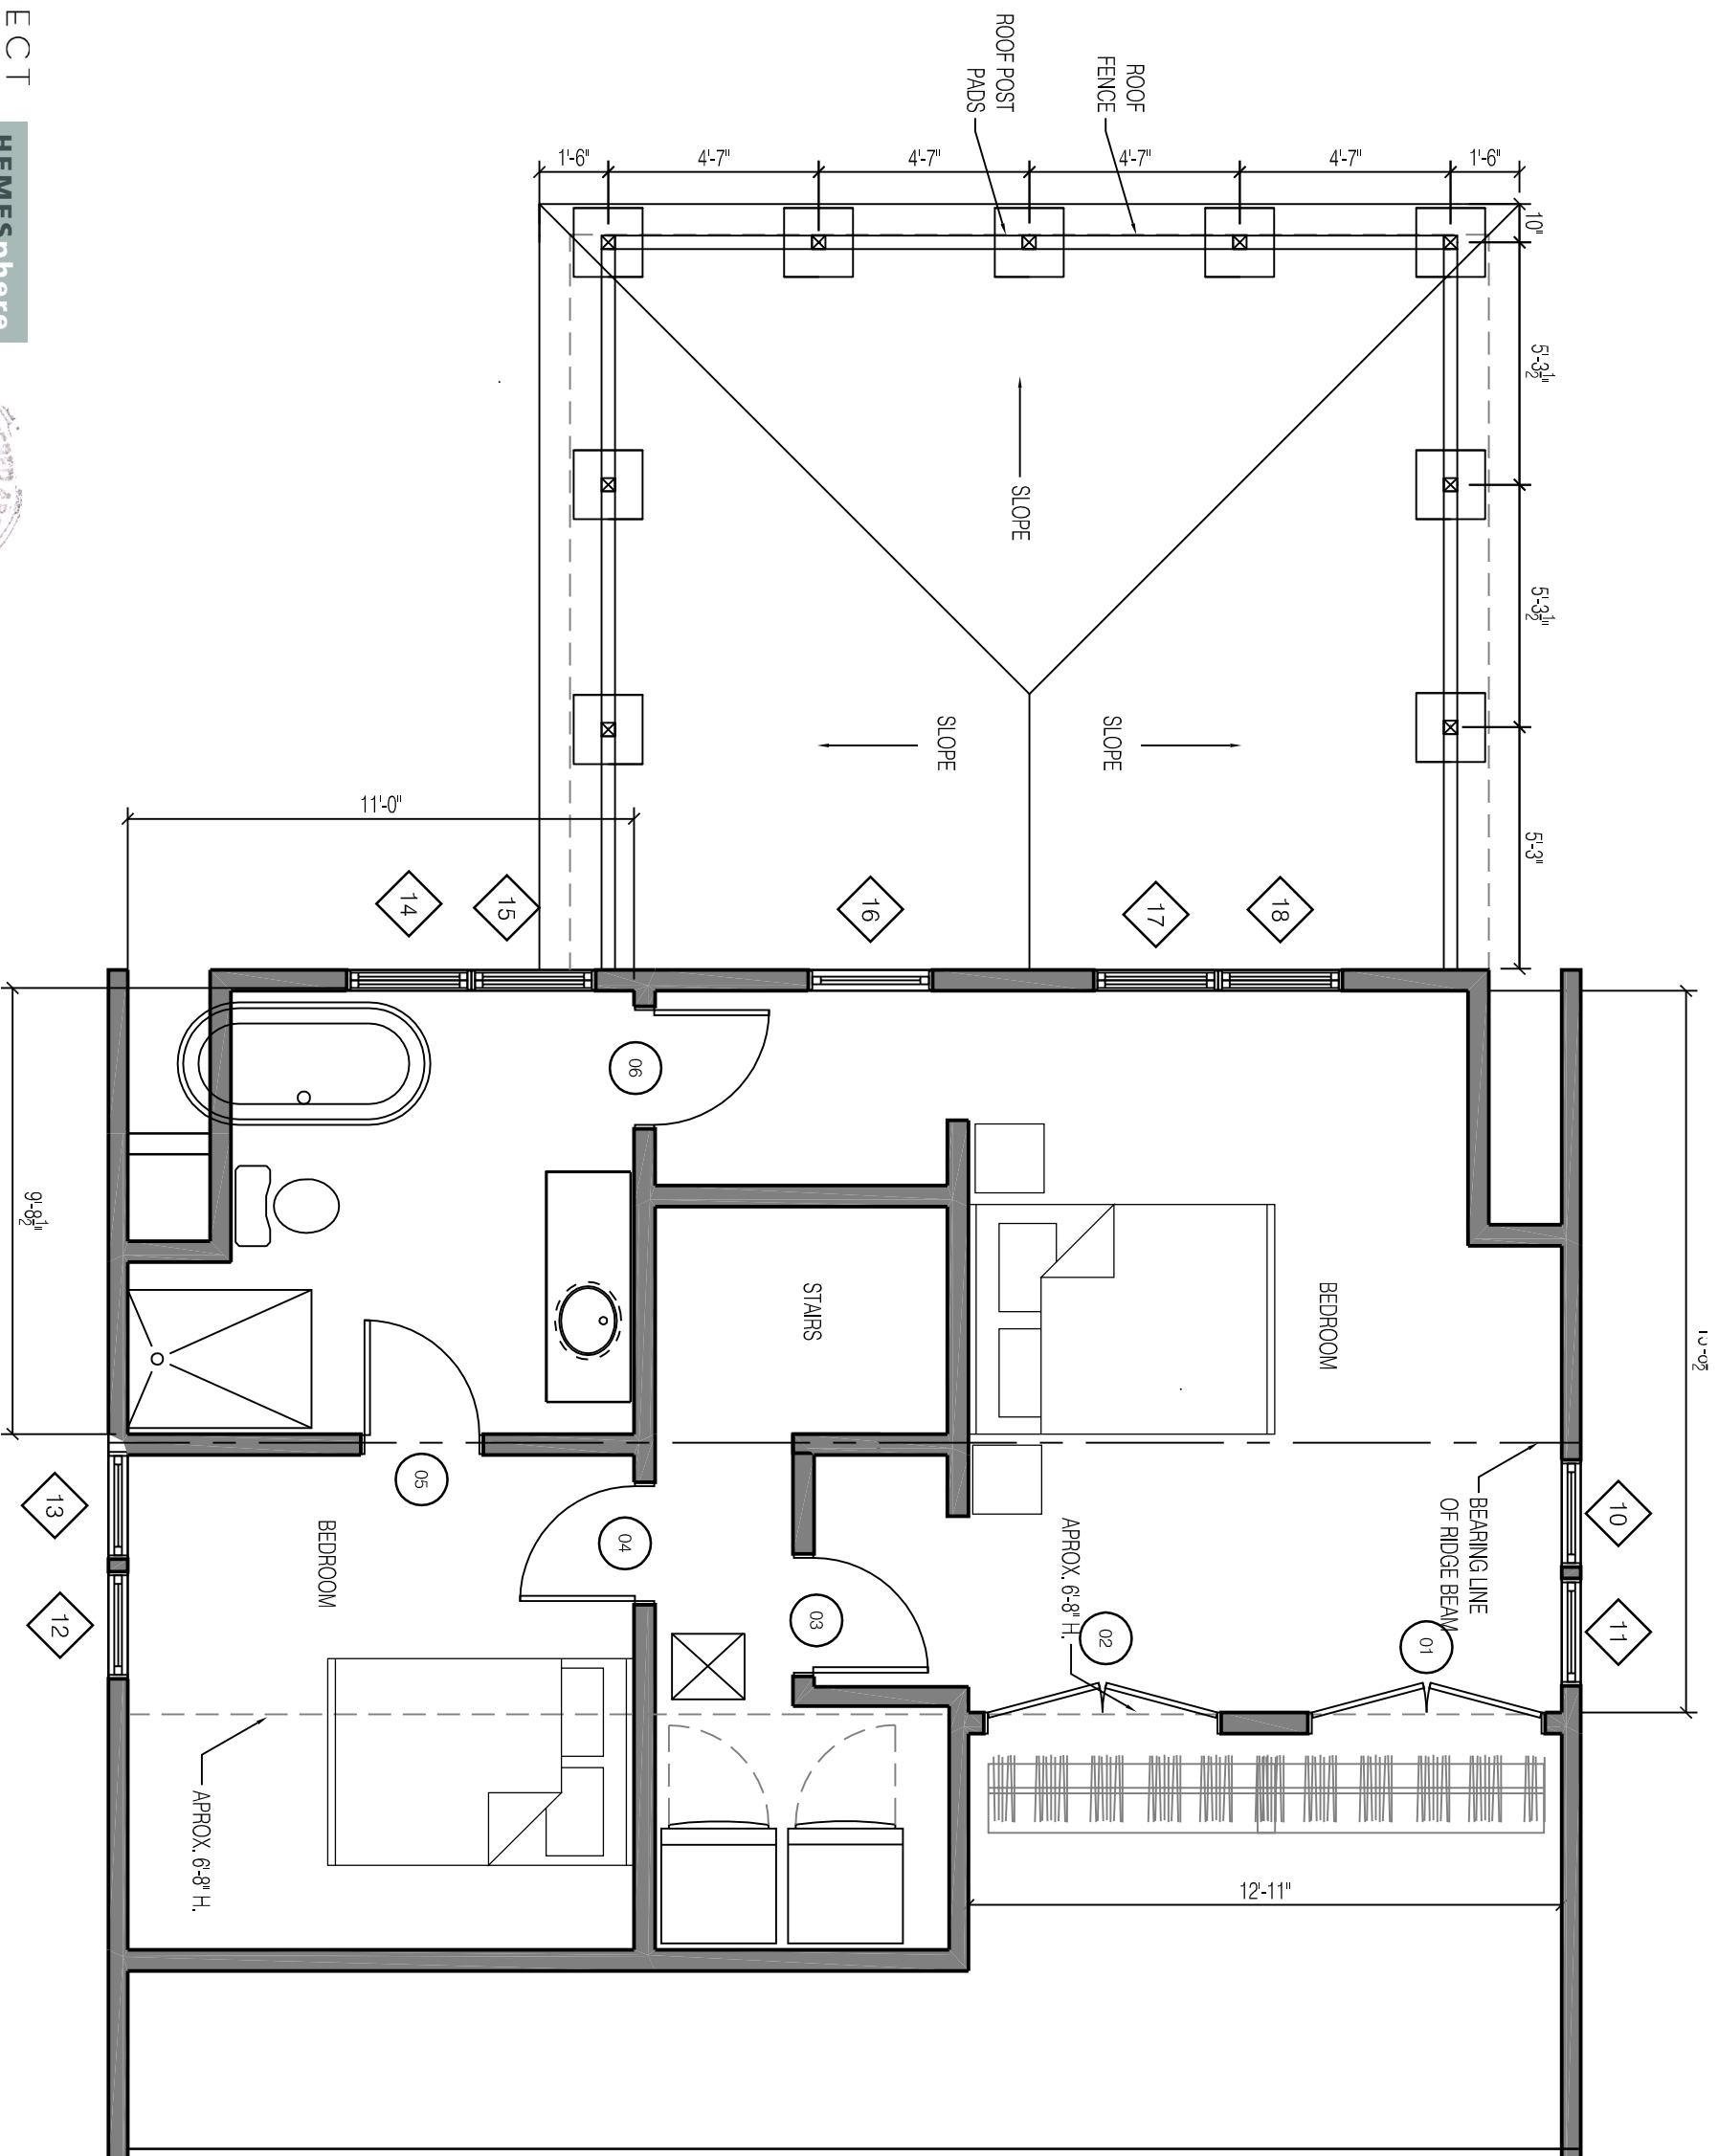 ECT
HEMESphere
ROOF POST
PADS
ROOF
FENCE
1'-6"
4'-7"
4'-7"
4'-7"
4'-7"
1'-6"
10"
5'-3½"
5'-3½"
5'-3"
SLOPE
SLOPE
SLOPE
11'-0"
14
15
16
17
18
06
9'-8½"
STAIRS
BEDROOM
BEARING LINE
OF RIDGE BEAM
10
11
13
12
05
04
03
02
01
BEDROOM
APROX. 6'-8" H.
APROX. 6'-8" H.
12'-11"